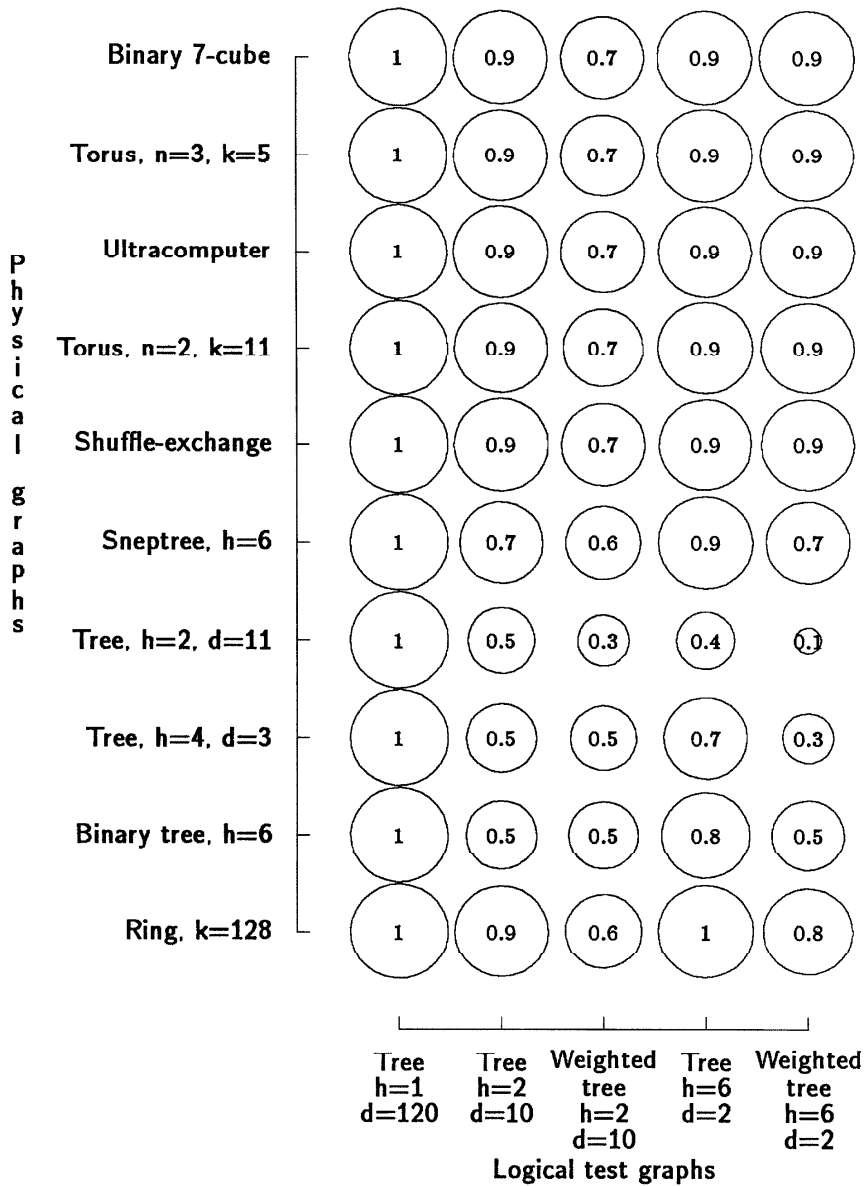 Binary 7-cube 1 0.9 0.7 0.9 0.9
Torus, n=3, k=5 1 0.9 0.7 0.9 0.9
Ultracomputer 1 0.9 0.7 0.9 0.9
Torus, n=2, k=11 1 0.9 0.7 0.9 0.9
Shuffle-exchange 1 0.9 0.7 0.9 0.9
Sneptree, h=6 1 0.7 0.6 0.9 0.7
Tree, h=2, d=11 1 0.5 0.3 0.4 0.1
Tree, h=4, d=3 1 0.5 0.5 0.7 0.3
Binary tree, h=6 1 0.5 0.5 0.8 0.5
Ring, k=128 1 0.9 0.6 1 0.8
Physical graphs
Tree
h=1
d=120
Tree
h=2
d=10
Weighted
tree
h=2
d=10
Tree
h=6
d=2
Weighted
tree
h=6
d=2
Logical test graphs